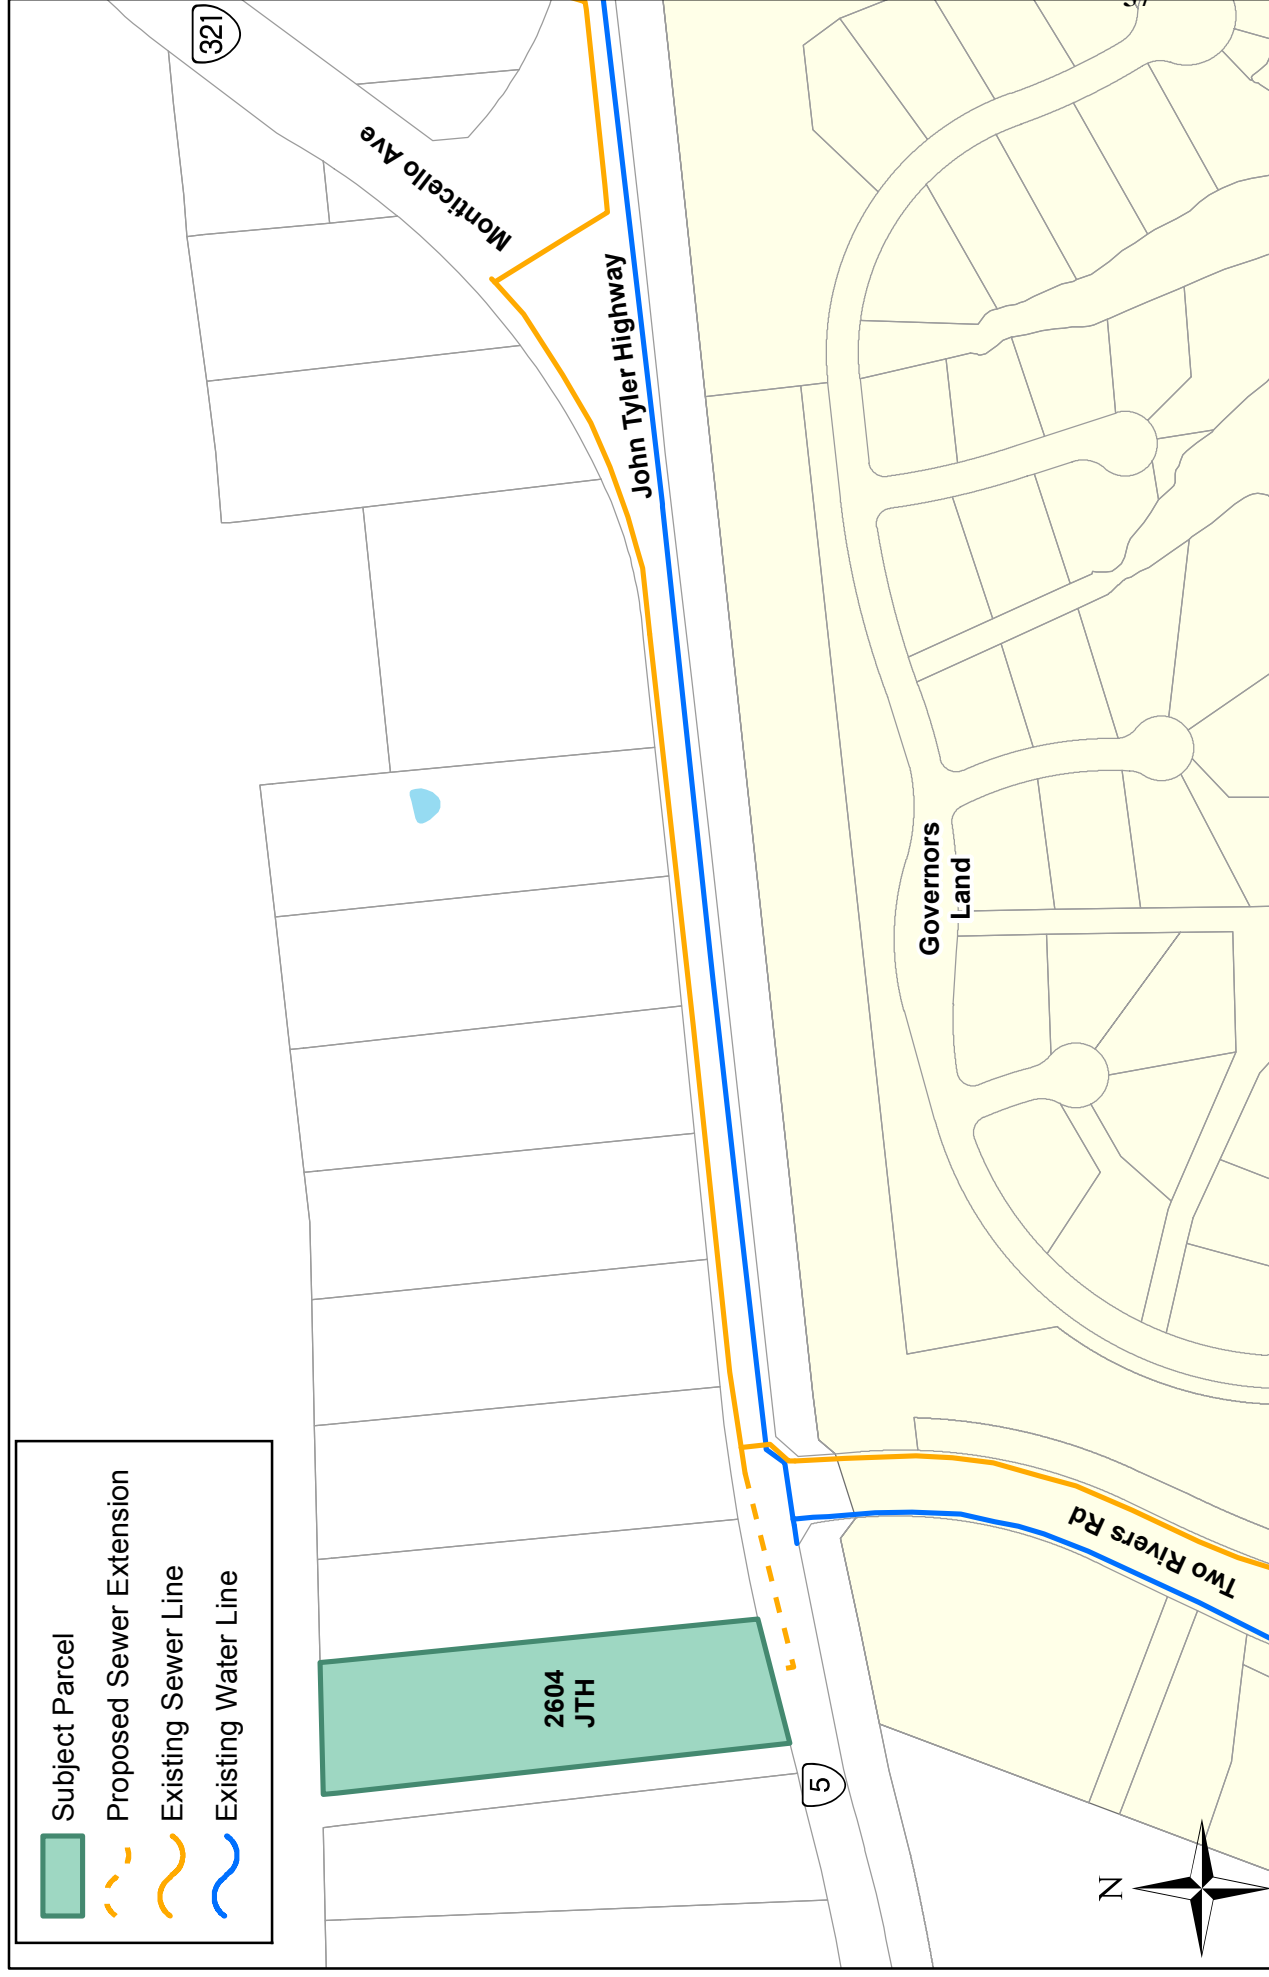 Subject Parcel
Proposed Sewer Extension
Existing Sewer Line
Existing Water Line
321
Monticello Ave
John Tyler Highway
Governors
Land
2604
JTH
5
Two Rivers Rd
N